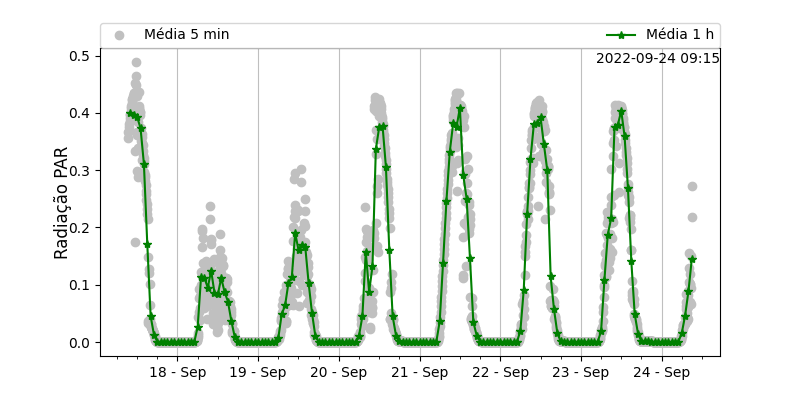 Média 5 min
Média 1 h
2022-09-24 09:15
Radiação PAR
0.5
0.4
0.3
0.2
0.1
0.0
18 - Sep
19 - Sep
20 - Sep
21 - Sep
22 - Sep
23 - Sep
24 - Sep